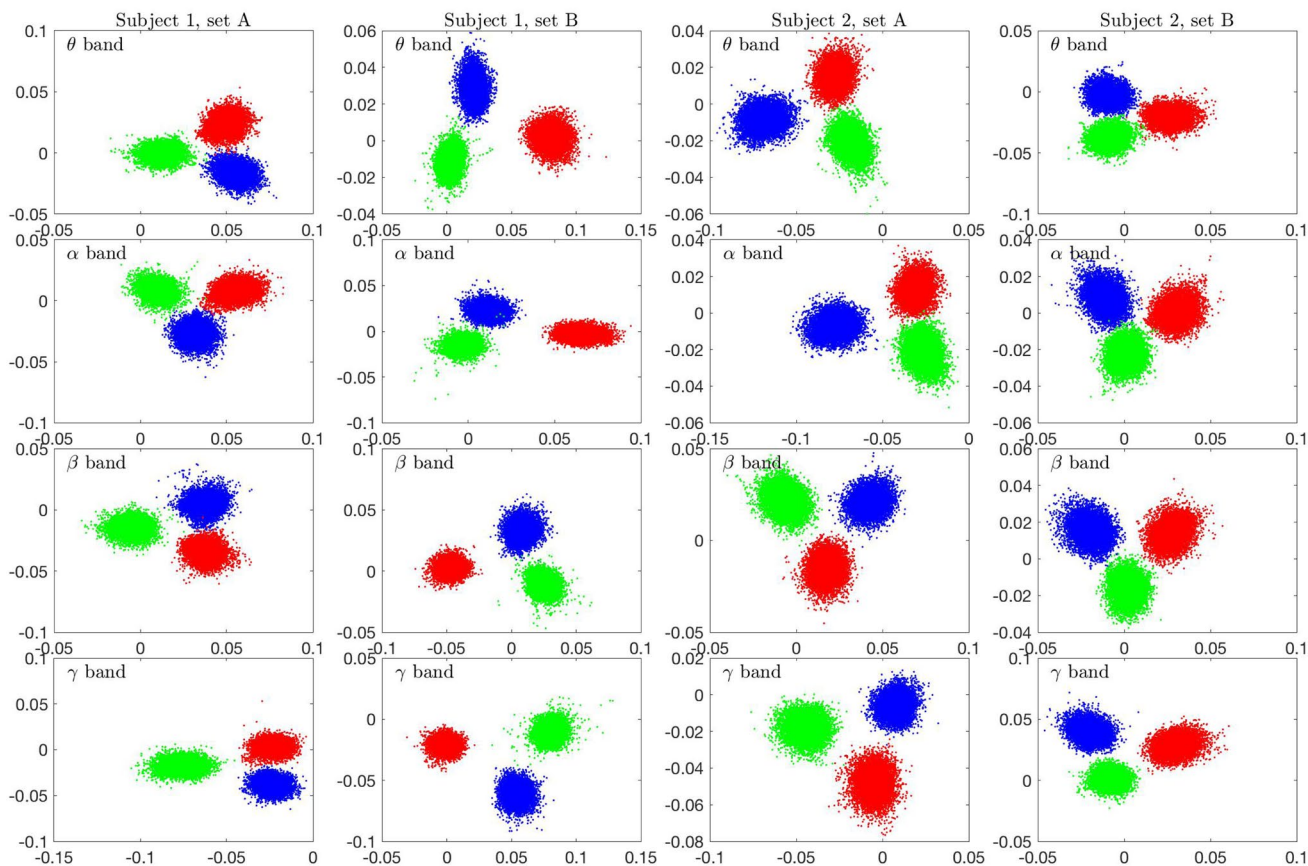 Subject 1, set A Subject 1, set B Subject 2, set A Subject 2, set B
0.1 0.06 0.04 0.05
θ band θ band θ band θ band
0.04 0.02
0.05 0.02 0 0
0 0 -0.02 -0.05
-0.02 -0.04
-0.05 -0.04 -0.06 -0.1
-0.05 0 0.05 0.1 -0.05 0 0.05 0.1 0.15 -0.1 -0.05 0 0.05 -0.05 0 0.05 0.1
0.05 0.1 0.04 0.04
α band α band α band α band
0.05 0.02 0.02
0 0 0 0
-0.05 -0.05 -0.02 -0.02
-0.04 -0.04
-0.1 -0.1 -0.06 -0.06
-0.05 0 0.05 0.1 -0.05 0 0.05 0.1 -0.15 -0.1 -0.05 0 -0.05 0 0.05 0.1
0.05 0.1 0.05 0.06
β band β band β band β band
0.05 0.04
0 0 0 0.02
0
-0.05 -0.02
-0.1 -0.05 -0.05 -0.04
-0.1 -0.05 0 0.05 -0.1 -0.05 0 0.05 0.1 -0.05 0 0.05 0.1 -0.05 0 0.05 0.1
0.1 0.05 0.02 0.1
γ band γ band γ band γ band
0.05 0 0 0.05
0 -0.02
-0.05 -0.04 0
-0.05 -0.06
-0.1 -0.1 -0.08 -0.05
-0.15 -0.1 -0.05 0 -0.05 0 0.05 0.1 0.15 -0.1 -0.05 0 0.05 -0.05 0 0.05 0.1